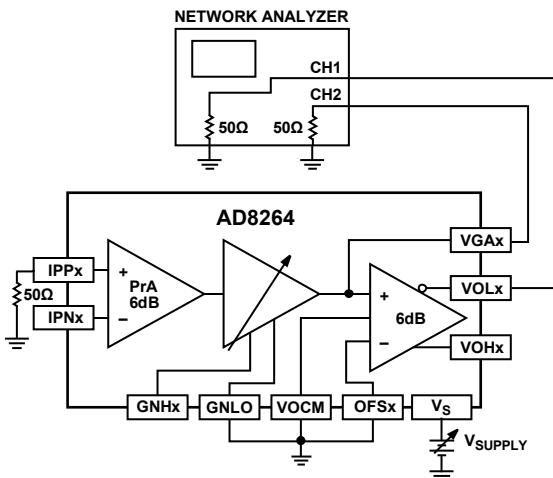 NETWORK ANALYZER
CH1
CH2
50Ω
50Ω
AD8264
VGAx
IPPx
PrA
6dB
+
−
50Ω
IPNx
+
−
6dB
VOLx
VOHx
GNHx
GNLO
VOCM
OFSx
VS
VSUPPLY